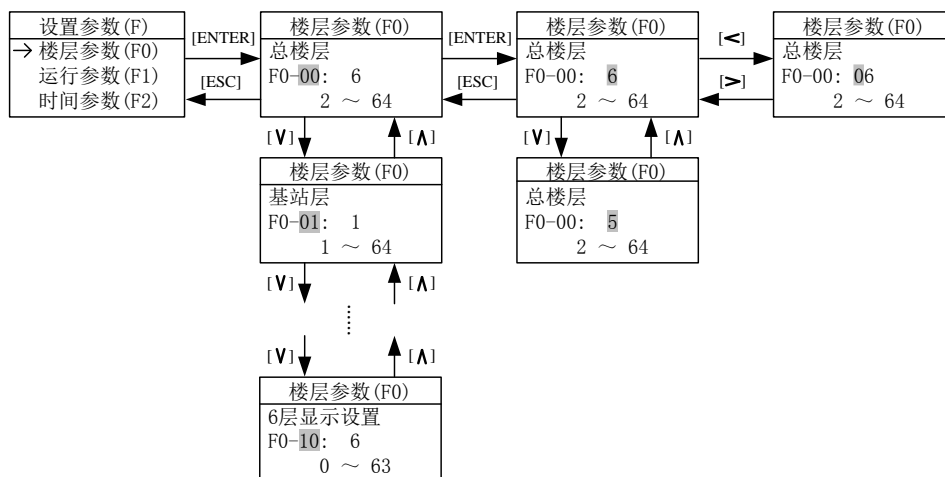 设置参数(F)
→楼层参数(F0)
运行参数(F1)
时间参数(F2)
[ENTER]
[ESC]
楼层参数(F0)
总楼层
F0-00: 6
2 ～ 64
[ENTER]
[ESC]
楼层参数(F0)
总楼层
F0-00: 6
2 ～ 64
[<]
[>]
楼层参数(F0)
总楼层
F0-00: 06
2 ～ 64
[∨]
[∧]
[∨]
[∧]
楼层参数(F0)
基站层
F0-01: 1
1 ～ 64
楼层参数(F0)
总楼层
F0-00: 5
2 ～ 64
[∨]
[∧]
……
[∨]
[∧]
楼层参数(F0)
6层显示设置
F0-10: 6
0 ～ 63